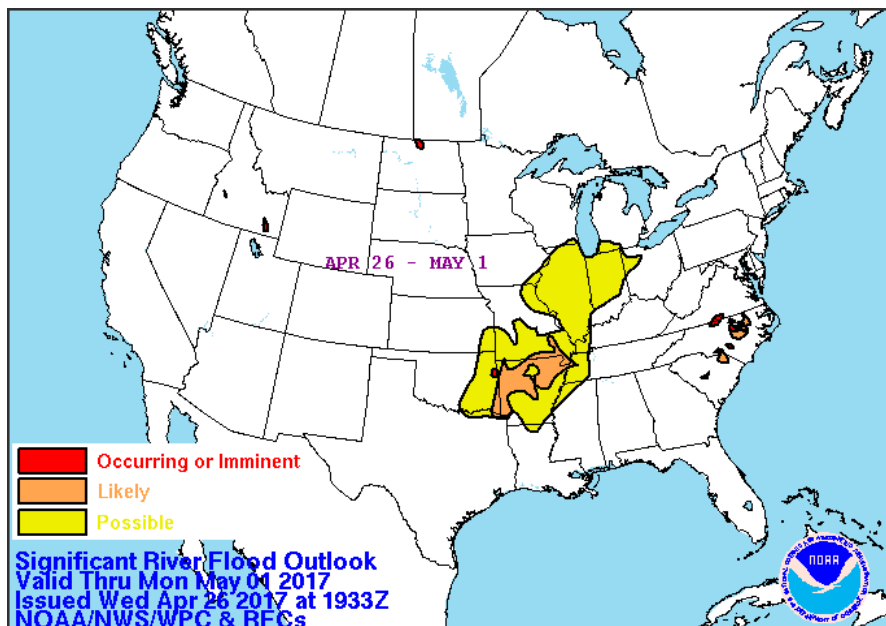 APR 26 - MAY 1
Occurring or Imminent
Likely
Possible
Significant River Flood Outlook
Valid Thru Mon May 01 2017
Issued Wed Apr 26 2017 at 1933Z
NOAA/NWS/WPC & RFCs
NOAA